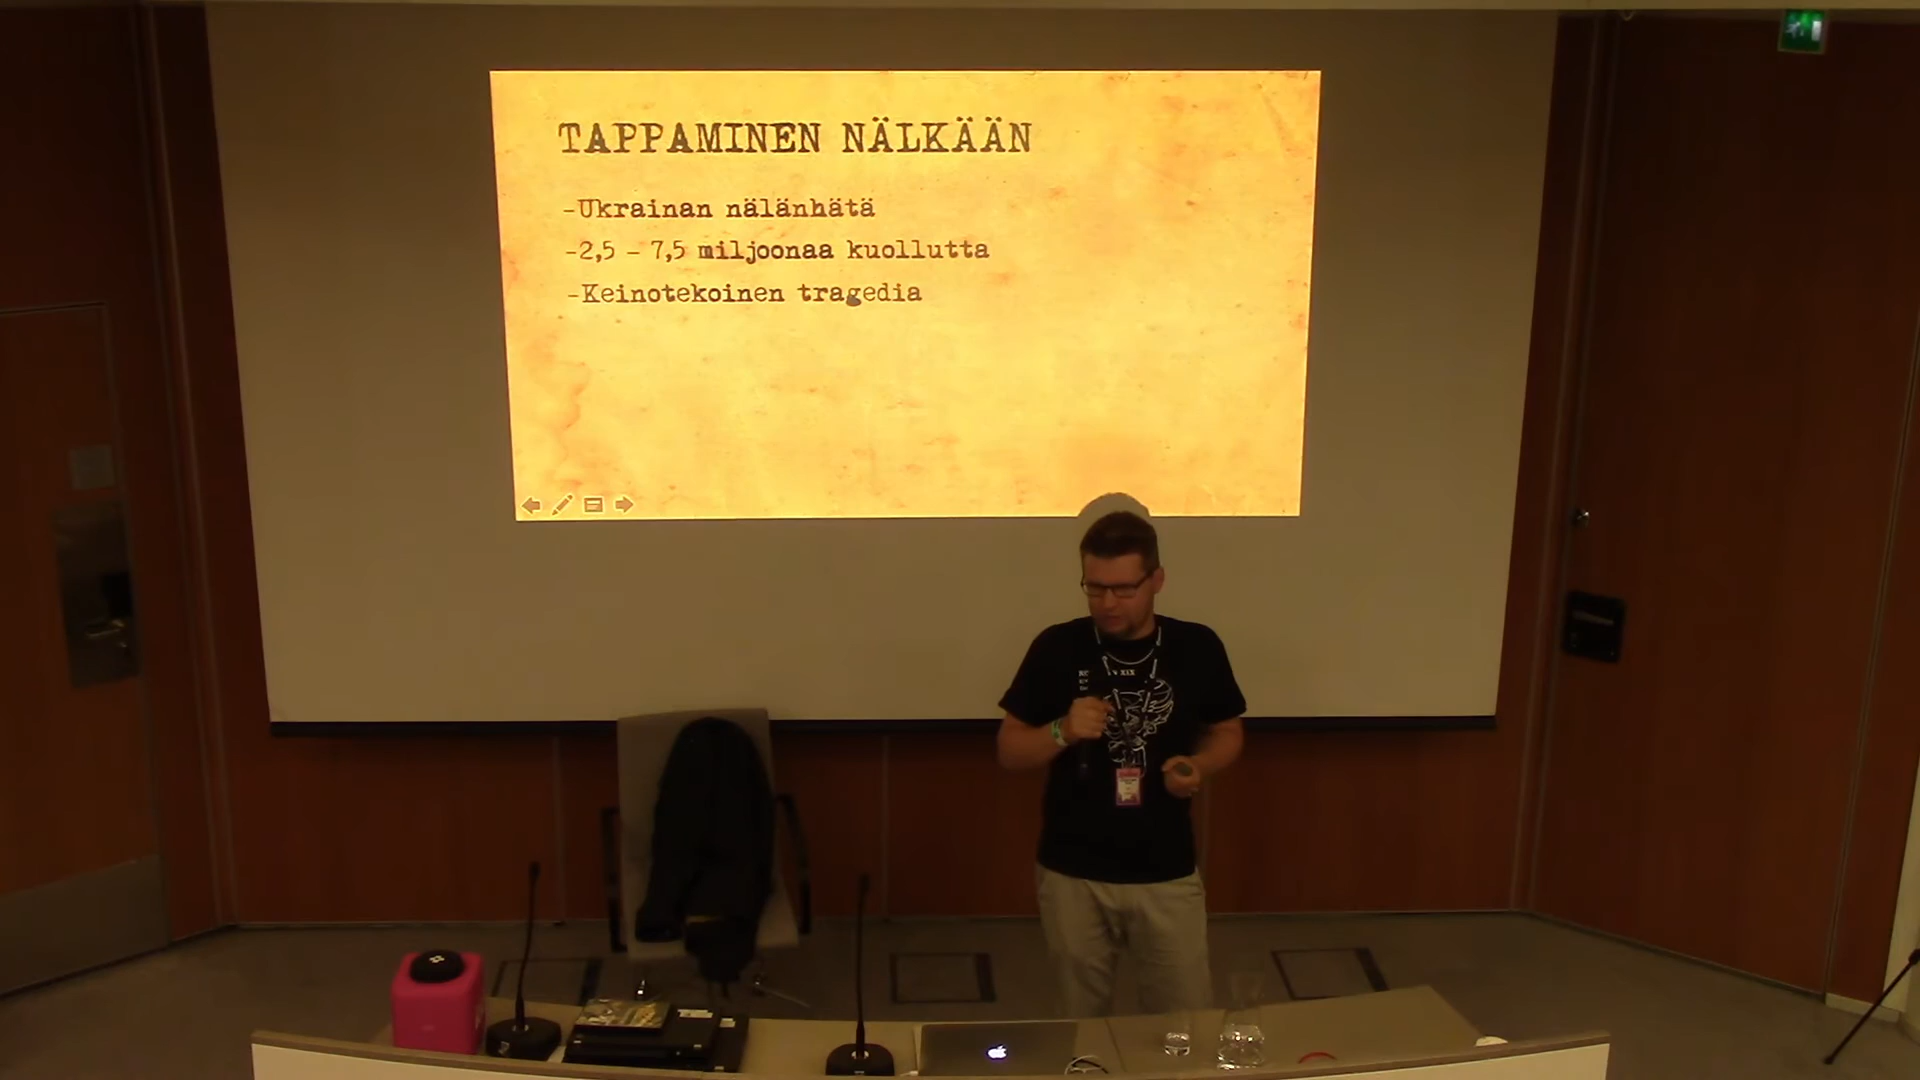 TAPPAMINEN NÄLKÄÄN
-Ukrainan nälänhätä
-2,5 – 7,5 miljoonaa kuollutta
-Keinotekoinen tragedia